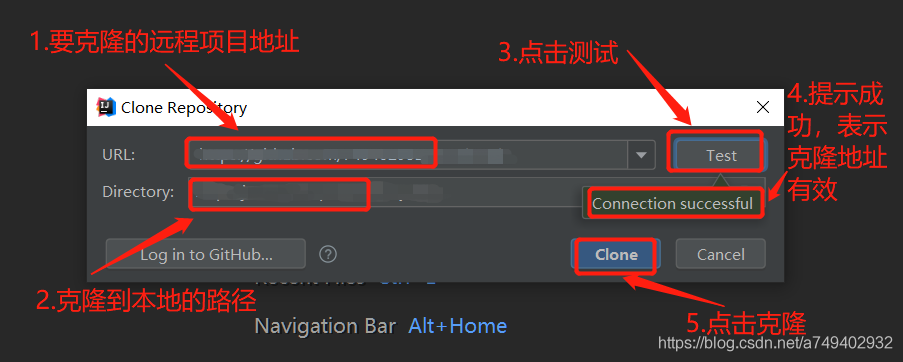 1.要克隆的远程项目地址
3.点击测试
Clone Repository
4.提示成
功，表示
克隆地址
有效
URL:
Test
Directory:
Connection successful
Log in to GitHub...
?
Clone
Cancel
2.克隆到本地的路径
Navigation Bar Alt+Home
5.点击克隆
https://blog.csdn.net/a749402932